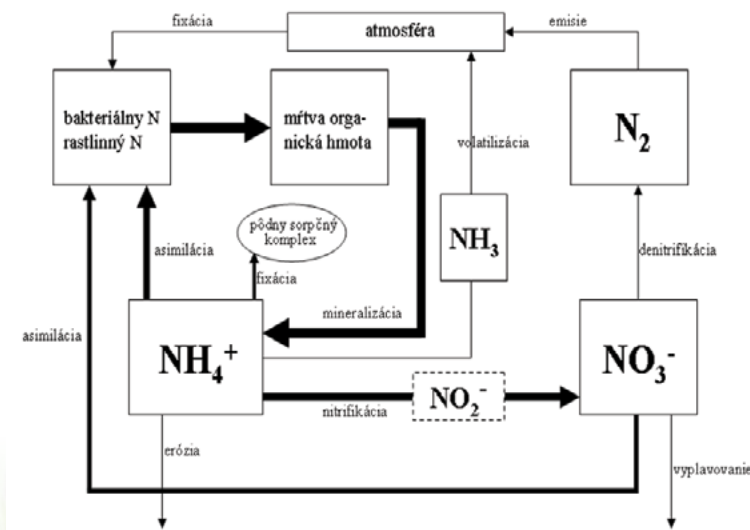 fixácia
atmosféra
emisie
bakteriálny N
rastlinný N
mŕtva orga-
nická hmota
N₂
volatilizácia
pôdny sorpčný
komplex
NH₃
asimilácia
fixácia
denitrifikácia
mineralizácia
asimilácia
NH₄⁺
NO₃⁻
NO₂⁻
nitrifikácia
erózia
vyplavovanie